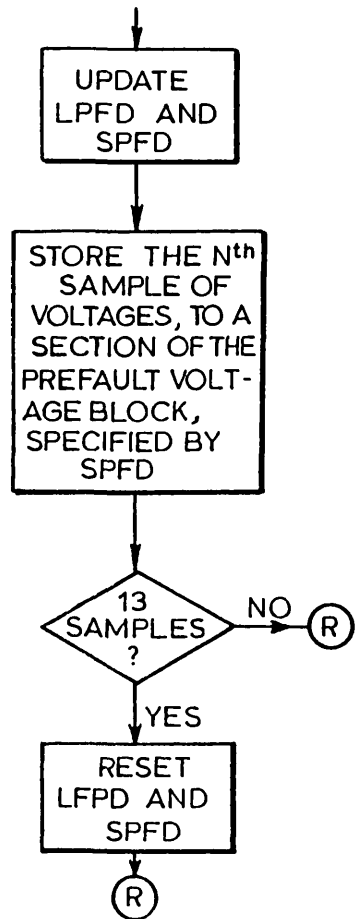 UPDATE
LPFD AND
SPFD
STORE THE Nth
SAMPLE OF
VOLTAGES, TO A
SECTION OF THE
PREFAULT VOLT-
AGE BLOCK,
SPECIFIED BY
SPFD
13
SAMPLES
?
NO
R
YES
RESET
LFPD AND
SPFD
R